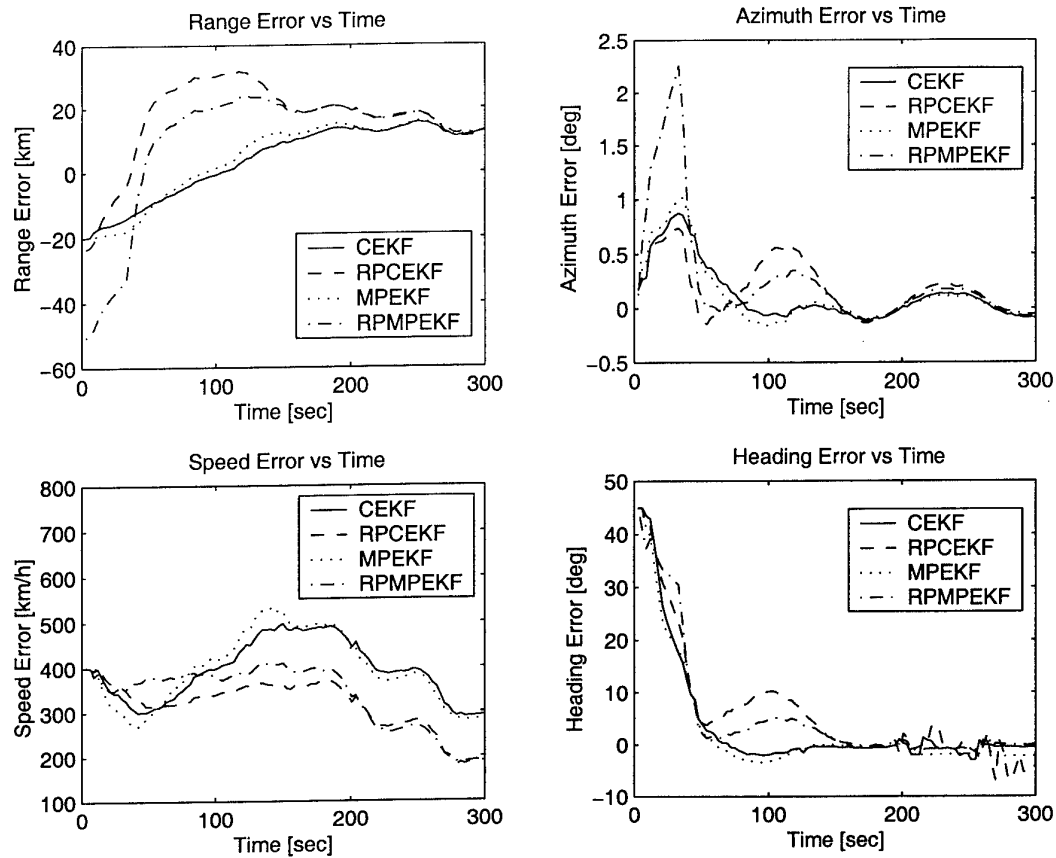 Range Error vs Time
40
20
0
−20
−40
−60
Range Error [km]
CEKF
RPCEKF
MPEKF
RPMPEKF
0
100
200
300
Time [sec]
Azimuth Error vs Time
2.5
2
1.5
1
0.5
0
−0.5
Azimuth Error [deg]
CEKF
RPCEKF
MPEKF
RPMPEKF
0
100
200
300
Time [sec]
Speed Error vs Time
800
700
600
500
400
300
200
100
Speed Error [km/h]
CEKF
RPCEKF
MPEKF
RPMPEKF
0
100
200
300
Time [sec]
Heading Error vs Time
50
40
30
20
10
0
−10
Heading Error [deg]
CEKF
RPCEKF
MPEKF
RPMPEKF
0
100
200
300
Time [sec]